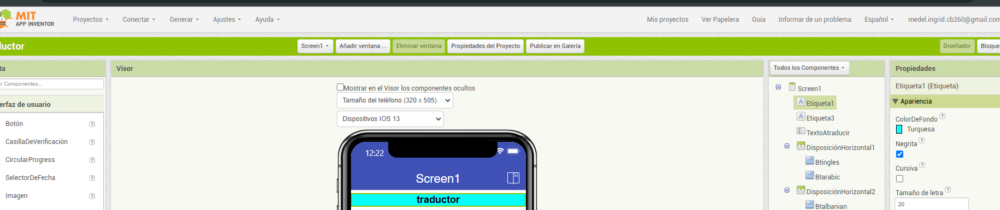 MIT
APP INVENTOR
Proyectos
Conectar
Generar
Ajustes
Ayuda
Mis proyectos
Ver Papelera
Guía
Informar de un problema
Español
medel.ingrid.cb260@gmail.com
ductor
Screen1
Añadir ventana ...
Eliminar ventana
Propiedades del Proyecto
Publicar en Galería
Diseñador
Bloque
ta
Visor
Todos los Componentes
Propiedades
ar Componentes...
erfaz de usuario
Botón
CasillaDeVerificación
CircularProgress
SelectorDeFecha
Imagen
Mostrar en el Visor los componentes ocultos
Tamaño del teléfono (320 x 505)
Dispositivos IOS 13
12:22
Screen1
traductor
Screen1
Etiqueta1
Etiqueta3
TextoAtraducir
DisposiciónHorizontal1
Btingles
Btarabic
DisposiciónHorizontal2
Btalbanian
Etiqueta1 (Etiqueta)
Apariencia
ColorDeFondo
Turquesa
Negrita
Cursiva
Tamaño de letra
20